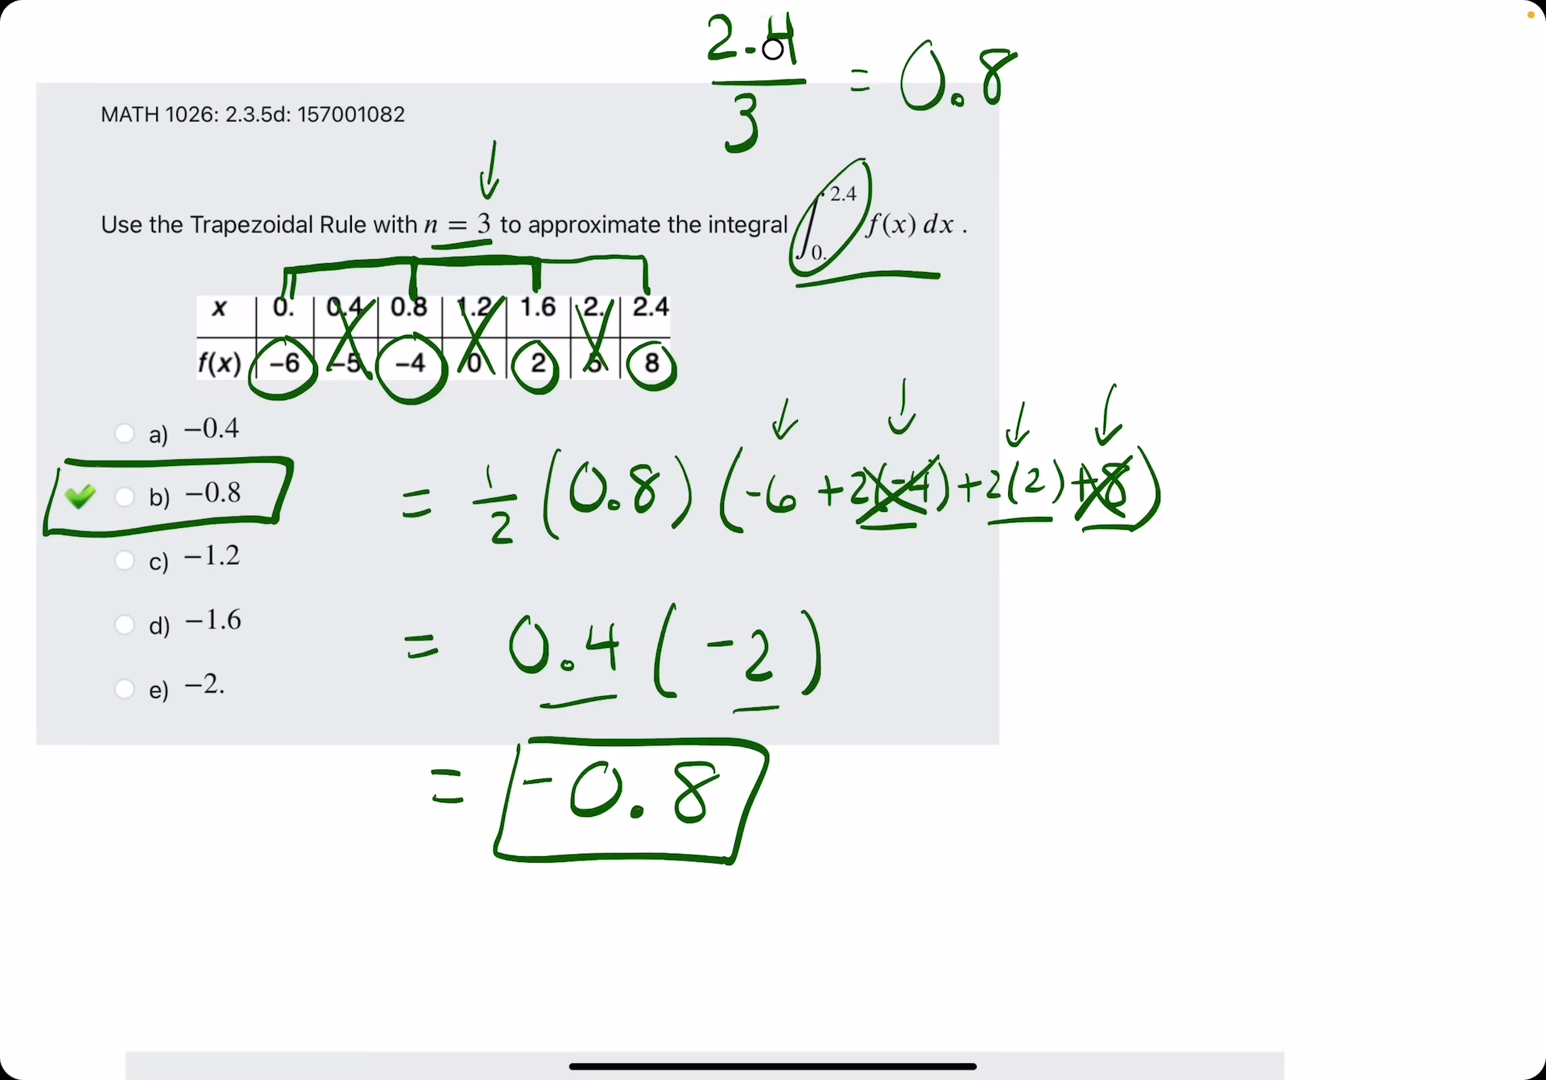 2.4
3
= 0.8
MATH 1026: 2.3.5d: 157001082
Use the Trapezoidal Rule with n = 3 to approximate the integral ∫ 2.4 0. f(x) dx .
x 0. 0.4 0.8 1.2 1.6 2. 2.4
f(x) −6 −5 −4 0 2 8
a) −0.4
b) −0.8
= 1/2 (0.8) (-6 + 2(-4) + 2(2) + 8)
c) −1.2
d) −1.6
= 0.4 (-2)
e) −2.
= -0.8